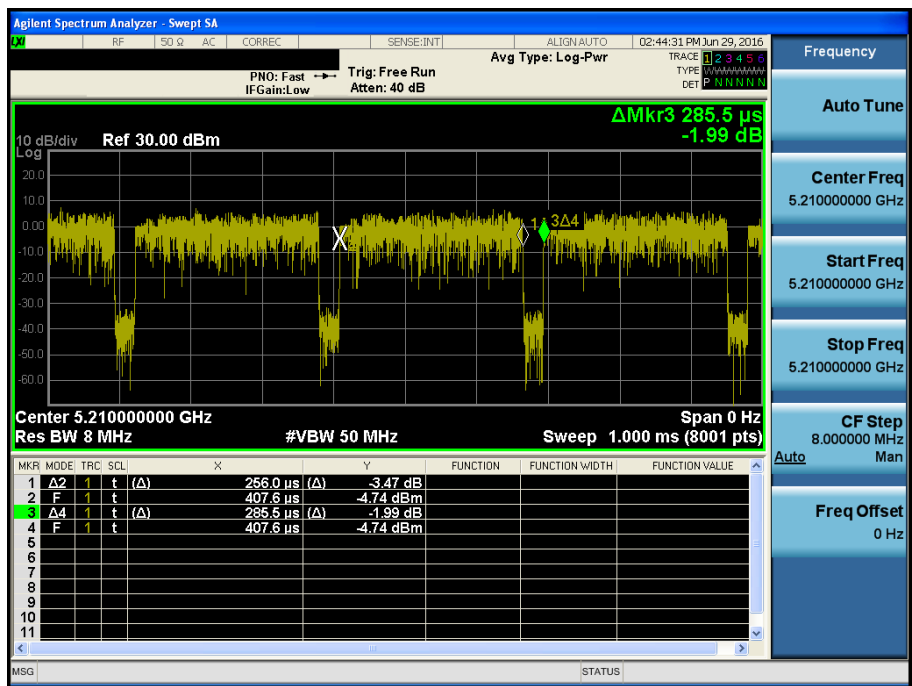 Agilent Spectrum Analyzer - Swept SA
LXI RF 50 Ω AC CORREC SENSE:INT ALIGN AUTO 02:44:31 PM Jun 29, 2016
PNO: Fast
IFGain:Low
Trig: Free Run
Atten: 40 dB
Avg Type: Log-Pwr
TRACE 1 2 3 4 5 6
TYPE
DET P N N N N N
ΔMkr3 285.5 µs
-1.99 dB
10 dB/div Ref 30.00 dBm
Log
20.0
10.0
0.00
-10.0
-20.0
-30.0
-40.0
-50.0
-60.0
3Δ4
Center 5.210000000 GHz Span 0 Hz
Res BW 8 MHz #VBW 50 MHz Sweep 1.000 ms (8001 pts)
MKR MODE TRC SCL X Y FUNCTION FUNCTION WIDTH FUNCTION VALUE
1 Δ2 1 t (Δ) 256.0 µs (Δ) -3.47 dB
2 F 1 t 407.6 µs -4.74 dBm
3 Δ4 1 t (Δ) 285.5 µs (Δ) -1.99 dB
4 F 1 t 407.6 µs -4.74 dBm
5
6
7
8
9
10
11
MSG STATUS
Frequency
Auto Tune
Center Freq
5.210000000 GHz
Start Freq
5.210000000 GHz
Stop Freq
5.210000000 GHz
CF Step
8.000000 MHz
Auto Man
Freq Offset
0 Hz